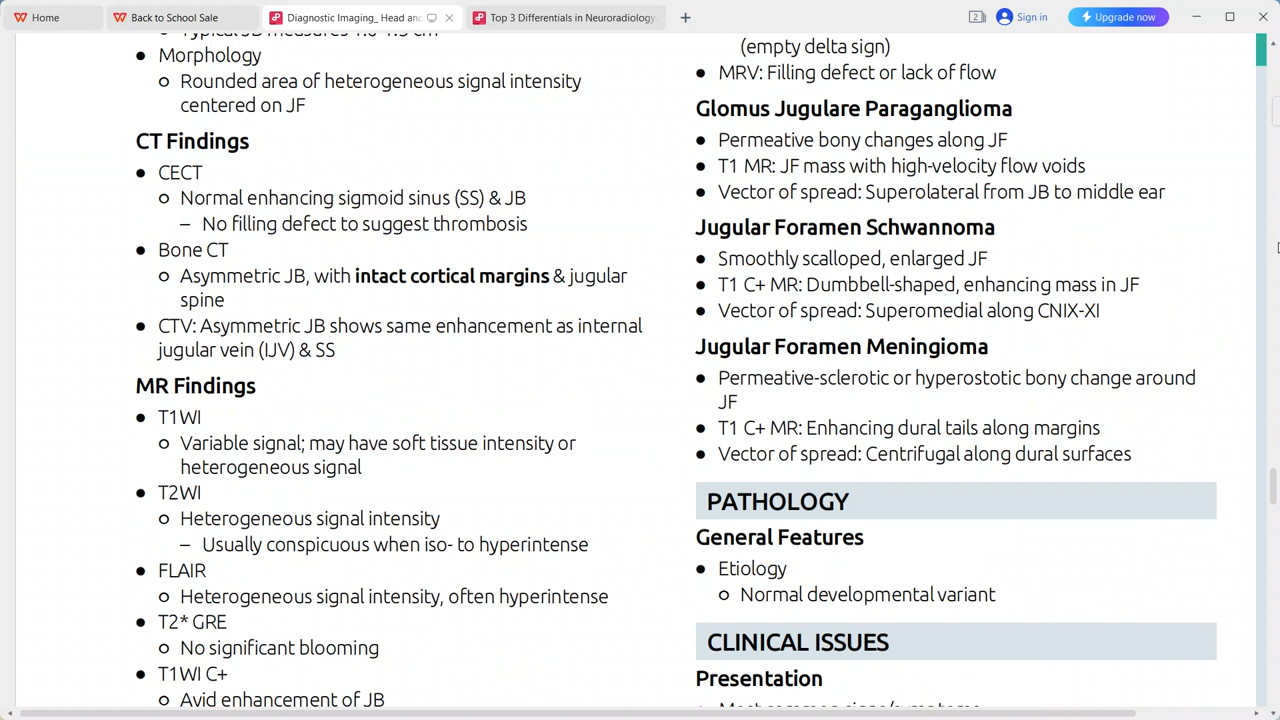 Home
Back to School Sale
Diagnostic Imaging_ Head and
Top 3 Differentials in Neuroradiology.
2
Sign in
Upgrade now
Morphology
Rounded area of heterogeneous signal intensity
centered on JF
CT Findings
CECT
Normal enhancing sigmoid sinus (SS) & JB
– No filling defect to suggest thrombosis
Bone CT
Asymmetric JB, with intact cortical margins & jugular
spine
CTV: Asymmetric JB shows same enhancement as internal
jugular vein (IJV) & SS
MR Findings
T1WI
Variable signal; may have soft tissue intensity or
heterogeneous signal
T2WI
Heterogeneous signal intensity
– Usually conspicuous when iso- to hyperintense
FLAIR
Heterogeneous signal intensity, often hyperintense
T2* GRE
No significant blooming
T1WI C+
Avid enhancement of JB
(empty delta sign)
MRV: Filling defect or lack of flow
Glomus Jugulare Paraganglioma
Permeative bony changes along JF
T1 MR: JF mass with high-velocity flow voids
Vector of spread: Superolateral from JB to middle ear
Jugular Foramen Schwannoma
Smoothly scalloped, enlarged JF
T1 C+ MR: Dumbbell-shaped, enhancing mass in JF
Vector of spread: Superomedial along CNIX-XI
Jugular Foramen Meningioma
Permeative-sclerotic or hyperostotic bony change around
JF
T1 C+ MR: Enhancing dural tails along margins
Vector of spread: Centrifugal along dural surfaces
PATHOLOGY
General Features
Etiology
Normal developmental variant
CLINICAL ISSUES
Presentation